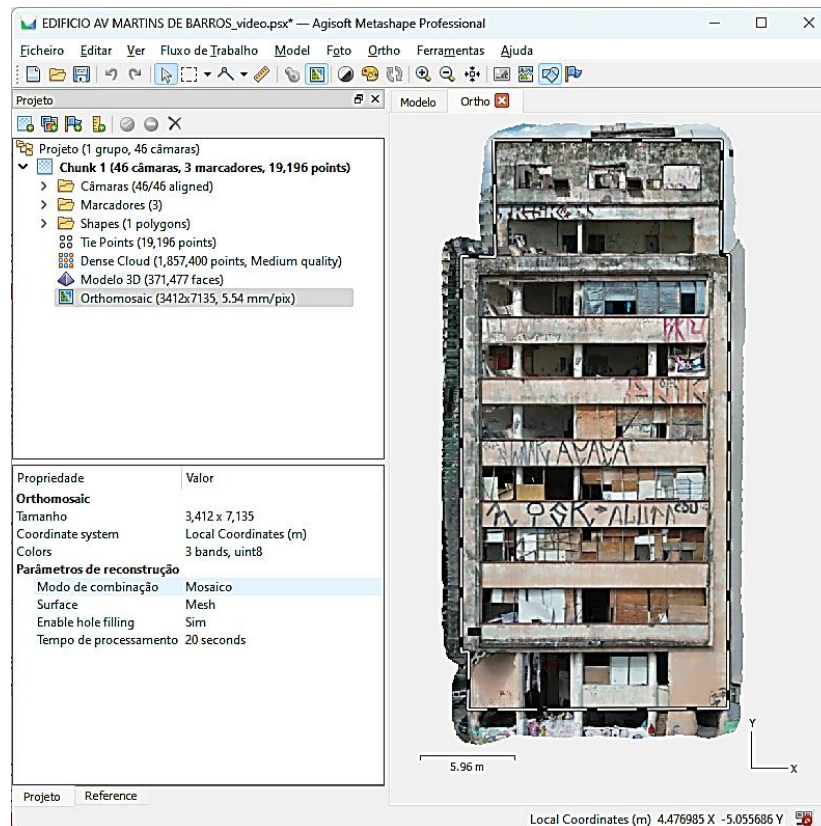 EDIFICIO AV MARTINS DE BARROS_video.psx* — Agisoft Metashape Professional
Ficheiro Editar Ver Fluxo de Trabalho Model Foto Ortho Ferramentas Ajuda
Projeto
Modelo Ortho
Projeto (1 grupo, 46 câmaras)
Chunk 1 (46 câmaras, 3 marcadores, 19,196 points)
Câmaras (46/46 aligned)
Marcadores (3)
Shapes (1 polygons)
Tie Points (19,196 points)
Dense Cloud (1,857,400 points, Medium quality)
Modelo 3D (371,477 faces)
Orthomosaic (3412x7135, 5.54 mm/pix)
Propriedade Valor
Orthomosaic
Tamanho 3,412 x 7,135
Coordinate system Local Coordinates (m)
Colors 3 bands, uint8
Parâmetros de reconstrução
Modo de combinação Mosaico
Surface Mesh
Enable hole filling Sim
Tempo de processamento 20 seconds
5.96 m
Y
X
Projeto Reference
Local Coordinates (m) 4.476985 X -5.055686 Y